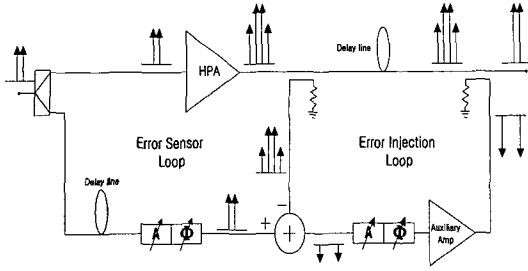 Delay line
HPA
Error Sensor
Loop
Error Injection
Loop
Delay line
−
+
+
A Φ
A Φ
Auxiliary
Amp